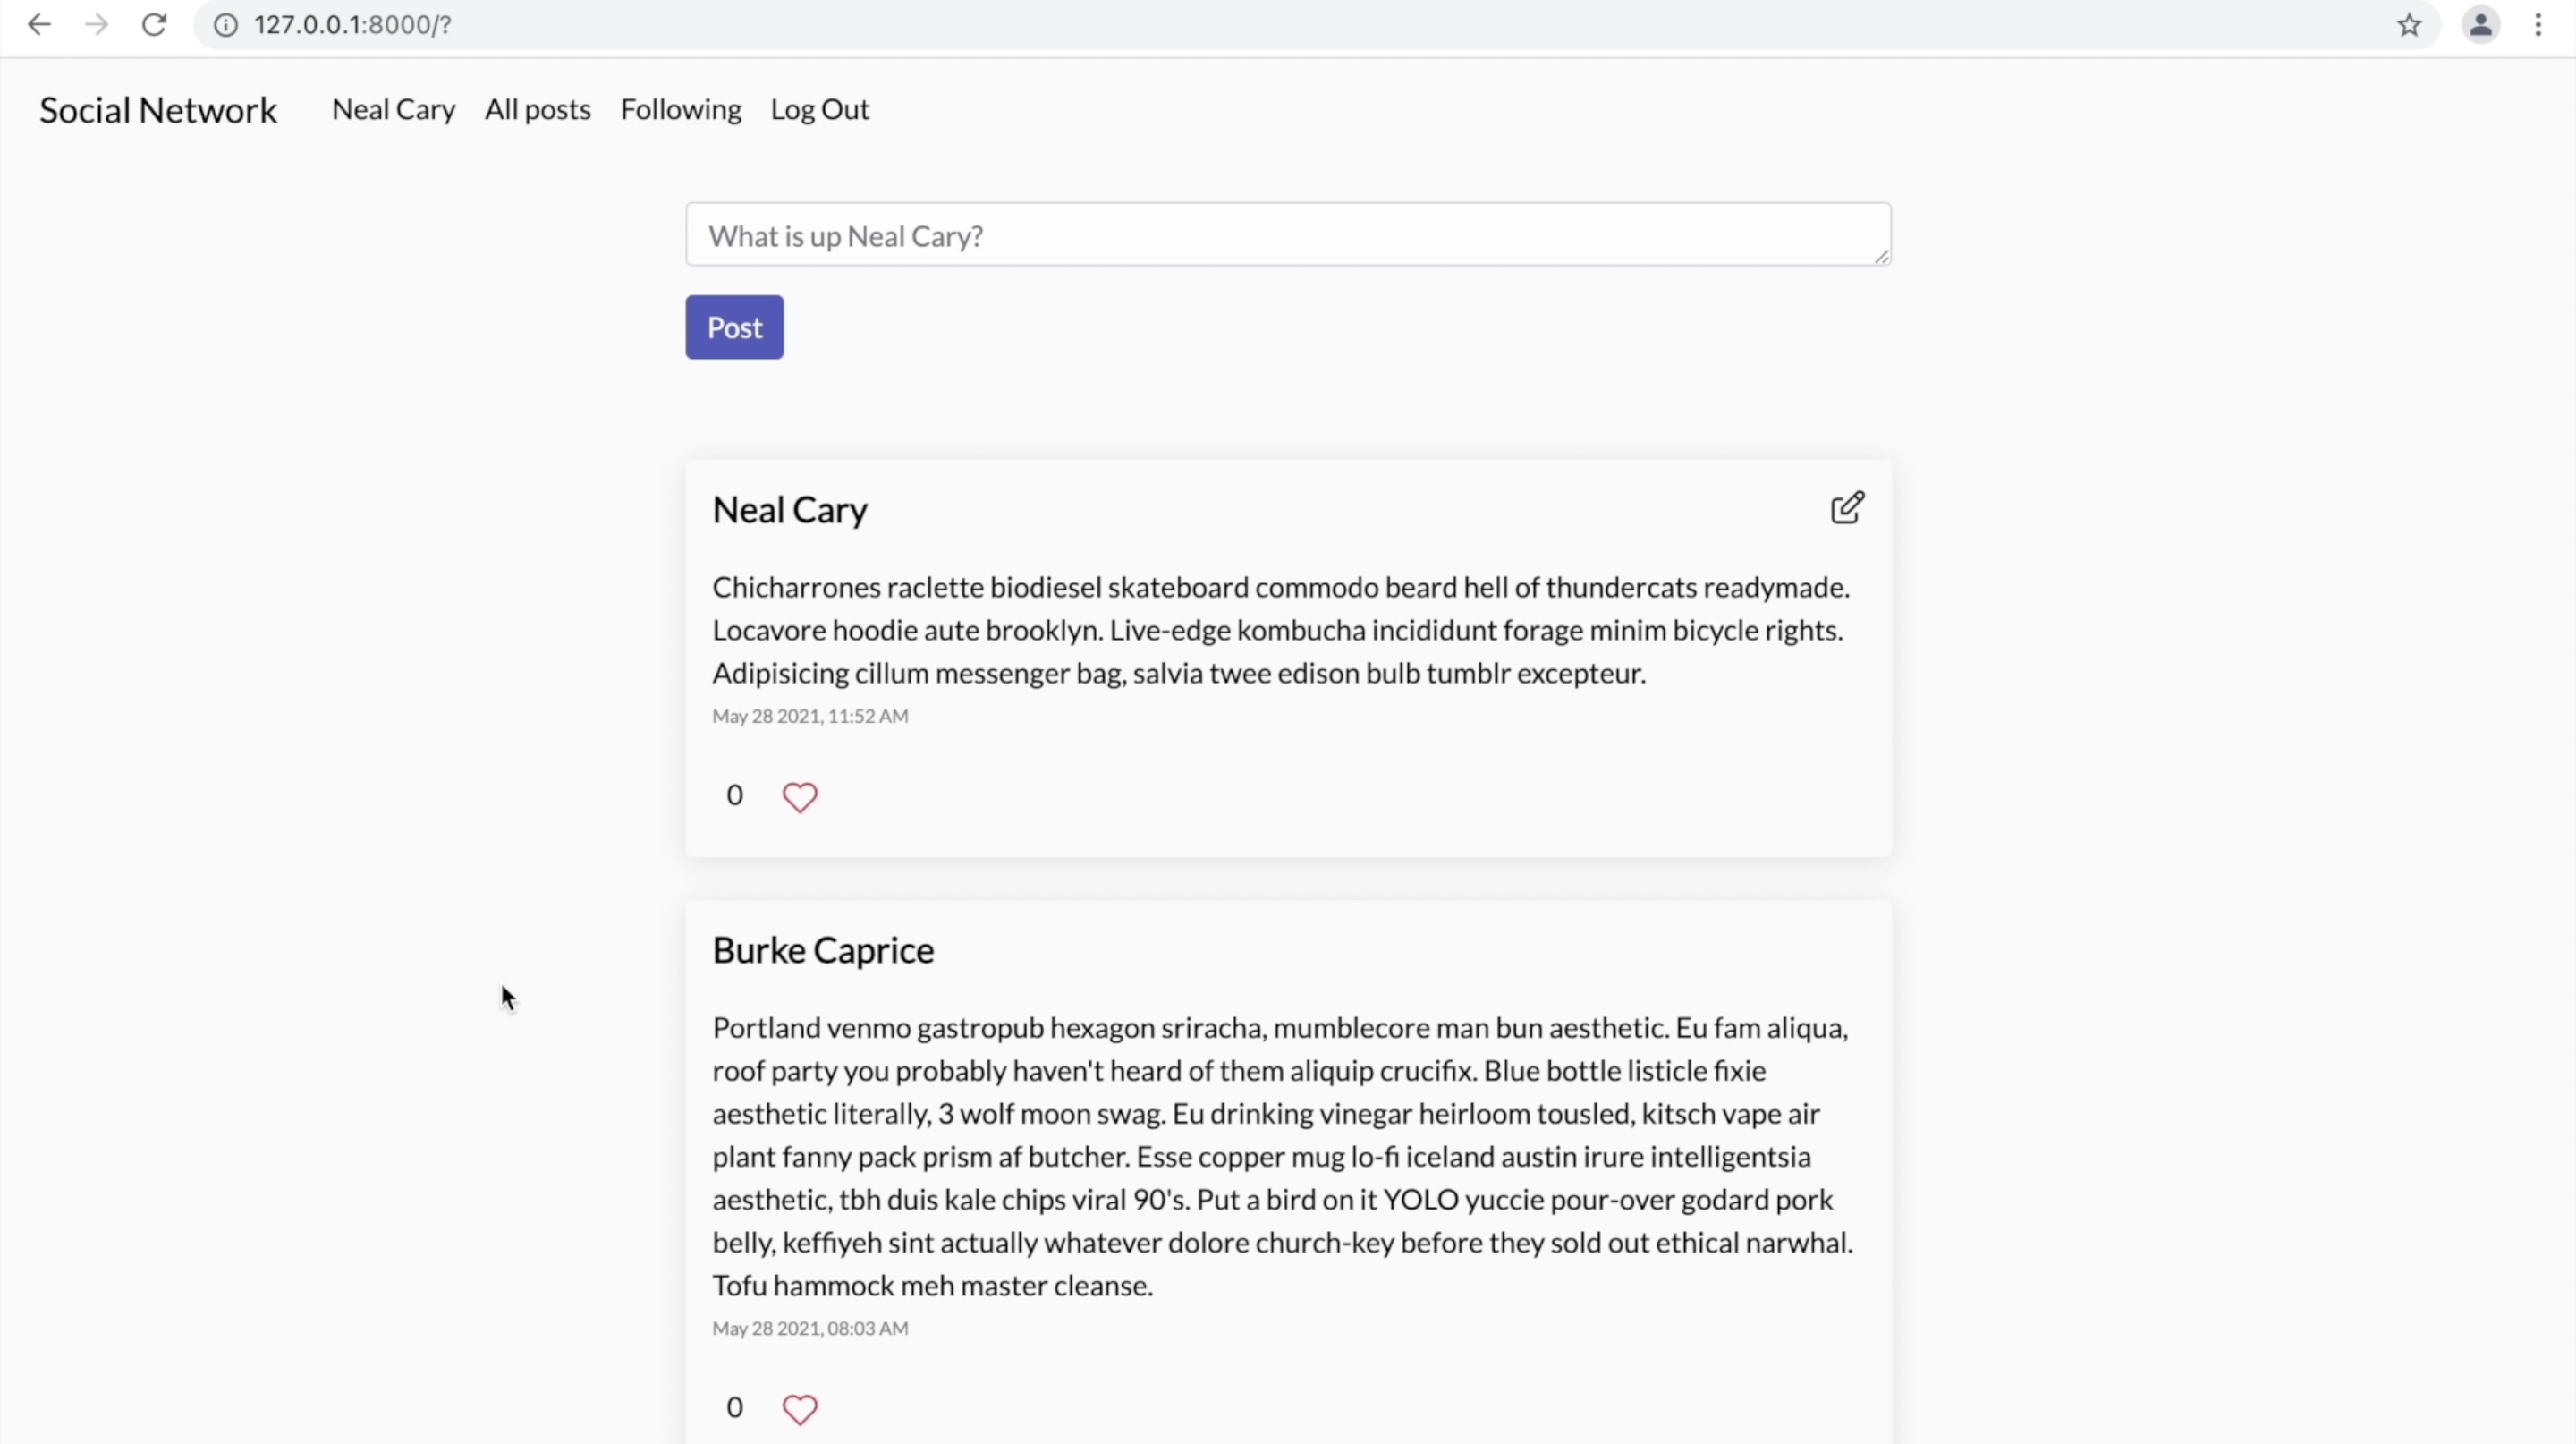 127.0.0.1:8000/?
Social Network Neal Cary All posts Following Log Out
What is up Neal Cary?
Post
Neal Cary
Chicharrones raclette biodiesel skateboard commodo beard hell of thundercats readymade.
Locavore hoodie aute brooklyn. Live-edge kombucha incididunt forage minim bicycle rights.
Adipisicing cillum messenger bag, salvia twee edison bulb tumblr excepteur.
May 28 2021, 11:52 AM
0
Burke Caprice
Portland venmo gastropub hexagon sriracha, mumblecore man bun aesthetic. Eu fam aliqua,
roof party you probably haven't heard of them aliquip crucifix. Blue bottle listicle fixie
aesthetic literally, 3 wolf moon swag. Eu drinking vinegar heirloom tousled, kitsch vape air
plant fanny pack prism af butcher. Esse copper mug lo-fi iceland austin irure intelligentsia
aesthetic, tbh duis kale chips viral 90's. Put a bird on it YOLO yuccie pour-over godard pork
belly, keffiyeh sint actually whatever dolore church-key before they sold out ethical narwhal.
Tofu hammock meh master cleanse.
May 28 2021, 08:03 AM
0